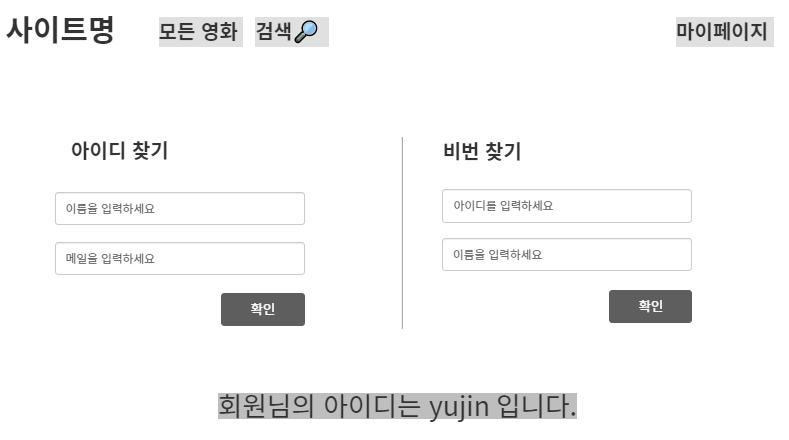 사이트명 모든 영화 검색🔎 마이페이지
아이디 찾기
이름을 입력하세요
메일을 입력하세요
확인
비번 찾기
아이디를 입력하세요
이름을 입력하세요
확인
회원님의 아이디는 yujin 입니다.